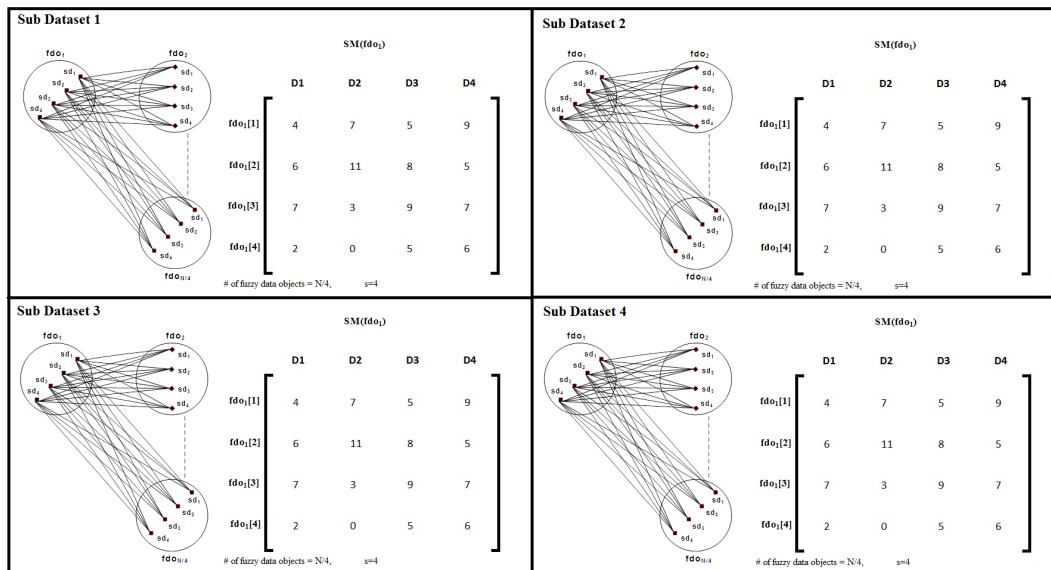 Sub Dataset 1
fdo1
fdo2
SM(fdo1)
sd1
sd2
sd3
sd4
sd1
sd2
sd3
sd4
D1 D2 D3 D4
fdo1[1] 4 7 5 9
fdo1[2] 6 11 8 5
fdo1[3] 7 3 9 7
fdo1[4] 2 0 5 6
sd1
sd2
sd3
sd4
fdoN/4
# of fuzzy data objects = N/4, s=4
Sub Dataset 2
fdo1
fdo2
SM(fdo1)
sd1
sd2
sd3
sd4
sd1
sd2
sd3
sd4
D1 D2 D3 D4
fdo1[1] 4 7 5 9
fdo1[2] 6 11 8 5
fdo1[3] 7 3 9 7
fdo1[4] 2 0 5 6
sd1
sd2
sd3
sd4
fdoN/4
# of fuzzy data objects = N/4, s=4
Sub Dataset 3
fdo1
fdo2
SM(fdo1)
sd1
sd2
sd3
sd4
sd1
sd2
sd3
sd4
D1 D2 D3 D4
fdo1[1] 4 7 5 9
fdo1[2] 6 11 8 5
fdo1[3] 7 3 9 7
fdo1[4] 2 0 5 6
sd1
sd2
sd3
sd4
fdoN/4
# of fuzzy data objects = N/4, s=4
Sub Dataset 4
fdo1
fdo2
SM(fdo1)
sd1
sd2
sd3
sd4
sd1
sd2
sd3
sd4
D1 D2 D3 D4
fdo1[1] 4 7 5 9
fdo1[2] 6 11 8 5
fdo1[3] 7 3 9 7
fdo1[4] 2 0 5 6
sd1
sd2
sd3
sd4
fdoN/4
# of fuzzy data objects = N/4, s=4